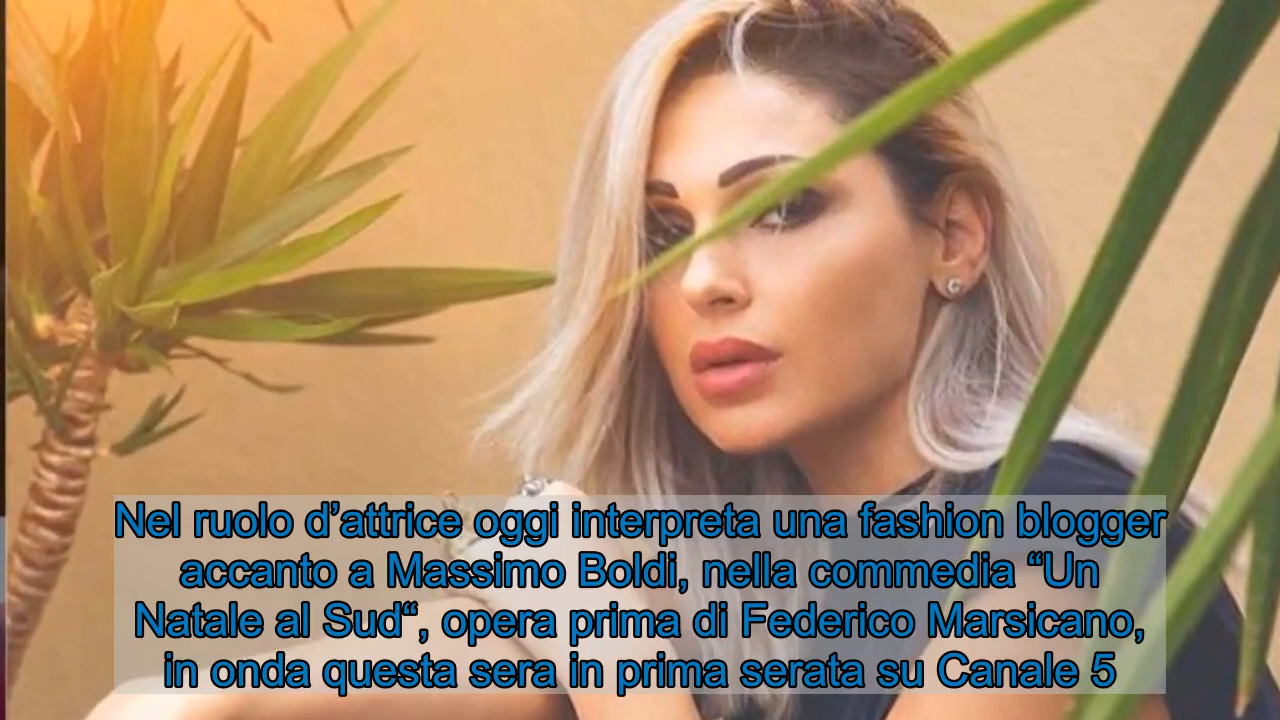 Nel ruolo d’attrice oggi interpreta una fashion blogger
accanto a Massimo Boldi, nella commedia “Un
Natale al Sud“, opera prima di Federico Marsicano,
in onda questa sera in prima serata su Canale 5